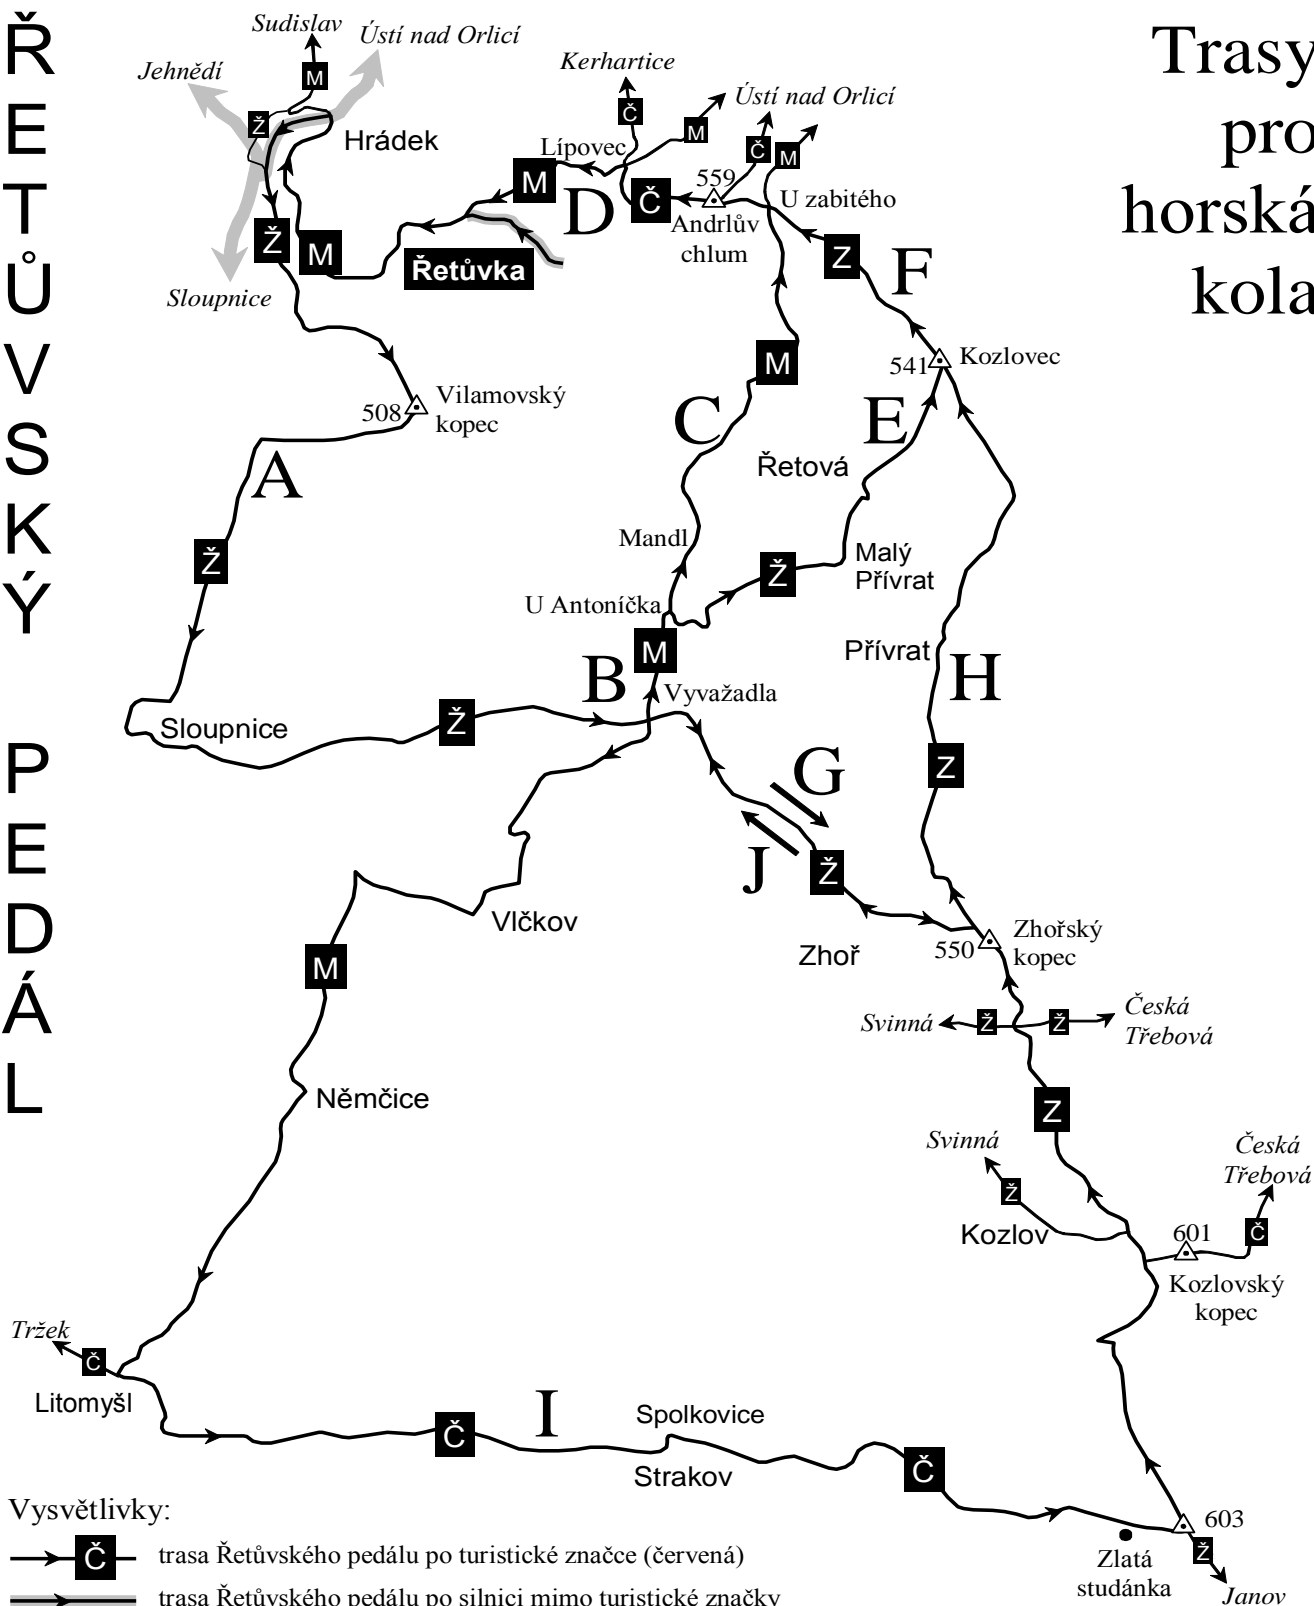 ŘETŮVSKÝ PEDÁL
Trasy
pro
horská
kola
Sudislav
Ústí nad Orlicí
Jehnědí
M
Ž
Hrádek
Kerhartice
Č
Ústí nad Orlicí
M
Č
M
Lípovec
M
D
Č
559
Andrlův
chlum
U zabitého
Z
F
Ž
M
Řetůvka
Sloupnice
541
Kozlovec
M
508
Vilamovský
kopec
C
E
A
Řetová
Mandl
Ž
Ž
Malý
Přívrat
U Antoníčka
M
Přívrat
B
H
Vyvažadla
Sloupnice
Ž
G
Z
J
Ž
Vlčkov
Zhoř
550
Zhořský
kopec
M
Svinná
Ž
Ž
Česká
Třebová
Němčice
Z
Svinná
Ž
Kozlov
Česká
Třebová
Č
601
Kozlovský
kopec
Tržek
Č
Litomyšl
I
Č
Spolkovice
Strakov
Č
603
Zlatá
studánka
Ž
Janov
Vysvětlivky:
Č trasa Řetůvského pedálu po turistické značce (červená)
trasa Řetůvského pedálu po silnici mimo turistické značky